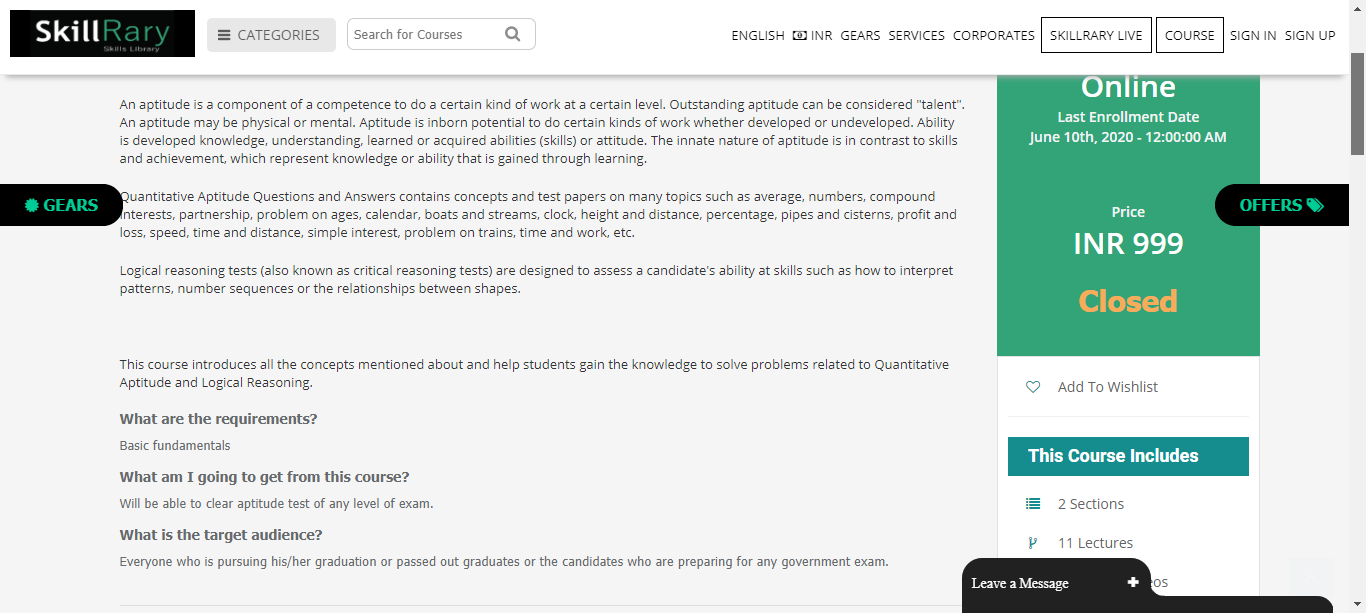 SkillRary
Skills Library
CATEGORIES
Search for Courses
ENGLISH INR GEARS SERVICES CORPORATES SKILLRARY LIVE COURSE SIGN IN SIGN UP
An aptitude is a component of a competence to do a certain kind of work at a certain level. Outstanding aptitude can be considered "talent".
An aptitude may be physical or mental. Aptitude is inborn potential to do certain kinds of work whether developed or undeveloped. Ability
is developed knowledge, understanding, learned or acquired abilities (skills) or attitude. The innate nature of aptitude is in contrast to skills
and achievement, which represent knowledge or ability that is gained through learning.
GEARS
Quantitative Aptitude Questions and Answers contains concepts and test papers on many topics such as average, numbers, compound
interests, partnership, problem on ages, calendar, boats and streams, clock, height and distance, percentage, pipes and cisterns, profit and
loss, speed, time and distance, simple interest, problem on trains, time and work, etc.
Logical reasoning tests (also known as critical reasoning tests) are designed to assess a candidate's ability at skills such as how to interpret
patterns, number sequences or the relationships between shapes.
This course introduces all the concepts mentioned about and help students gain the knowledge to solve problems related to Quantitative
Aptitude and Logical Reasoning.
What are the requirements?
Basic fundamentals
What am I going to get from this course?
Will be able to clear aptitude test of any level of exam.
What is the target audience?
Everyone who is pursuing his/her graduation or passed out graduates or the candidates who are preparing for any government exam.
Online
Last Enrollment Date
June 10th, 2020 - 12:00:00 AM
OFFERS
Price
INR 999
Closed
Add To Wishlist
This Course Includes
2 Sections
11 Lectures
Leave a Message